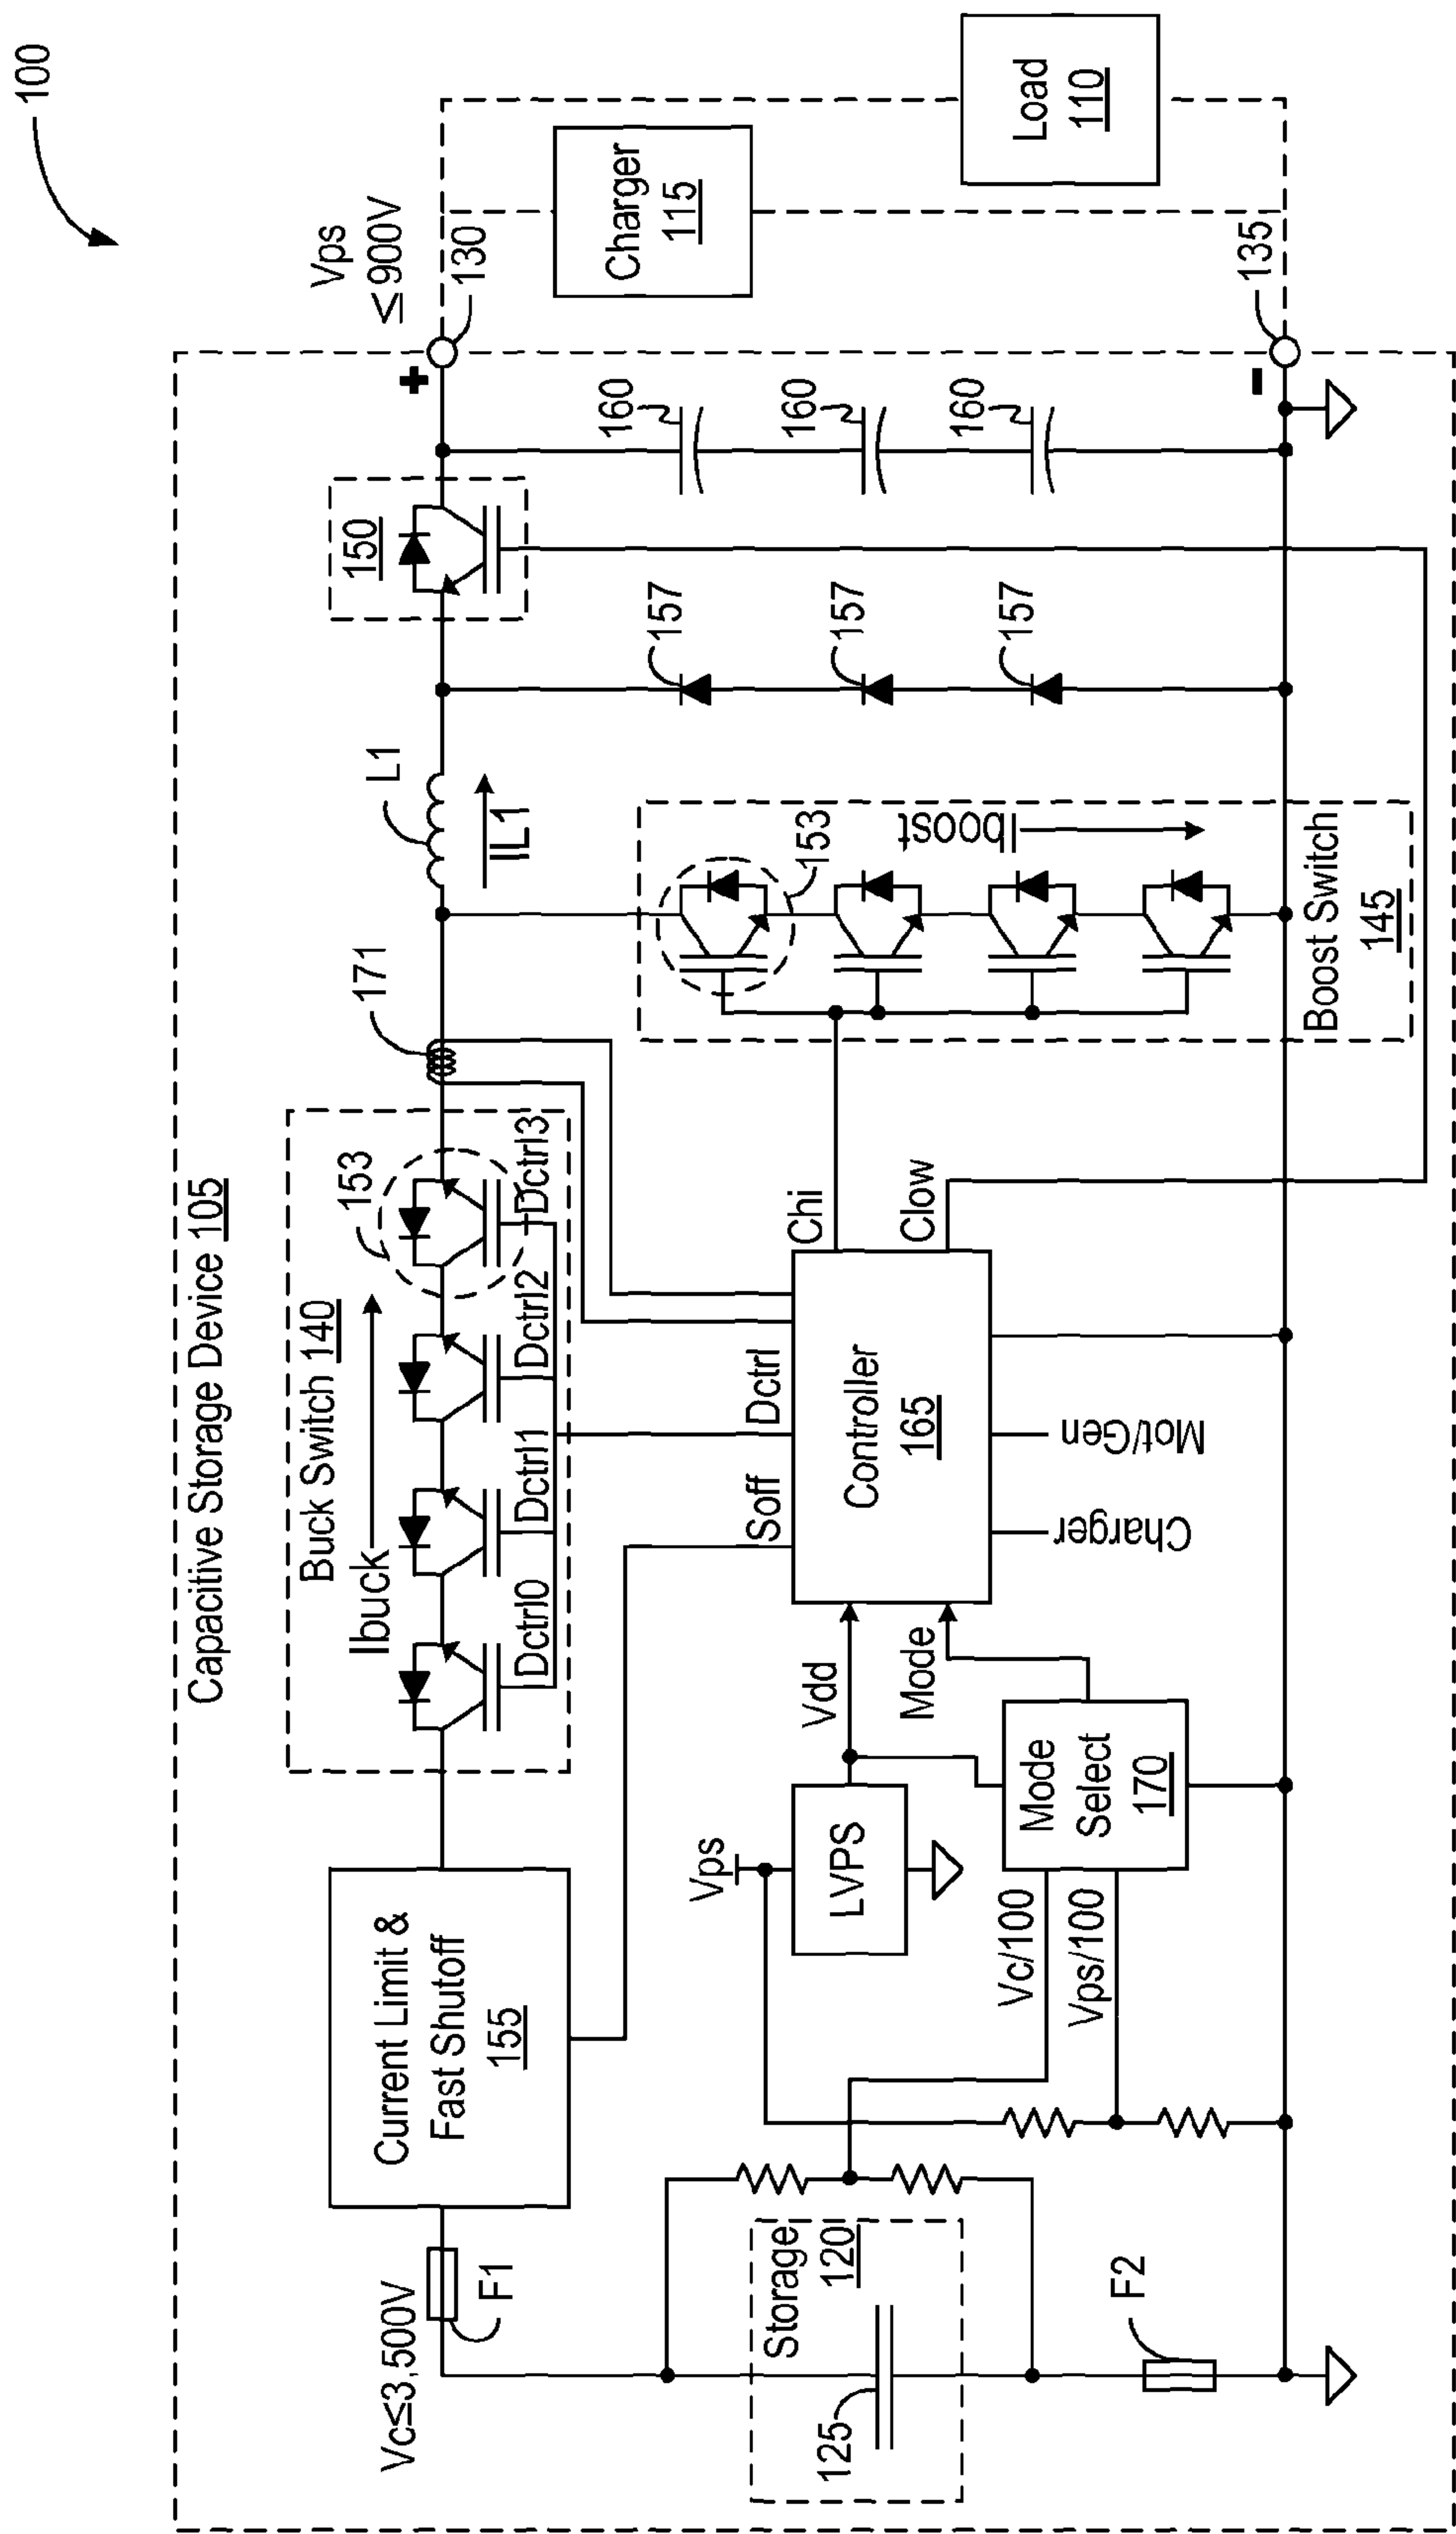 100
Capacitive Storage Device 105
Vc≤3,500V
F1
Current Limit &
Fast Shutoff
155
Buck Switch 140
Ibuck
153
Dctrl0
Dctrl1
Dctrl2
Dctrl3
171
L1
IL1
150
Vps
≤900V
+
130
Storage
120
125
F2
Vps
LVPS
Vdd
Mode
Vc/100
Vps/100
Mode
Select
170
Soff
Dctrl
Controller
165
Chi
Clow
Charger
Mot/Gen
153
Iboost
Boost Switch
145
157
157
157
160
160
160
-
135
Charger
115
Load
110